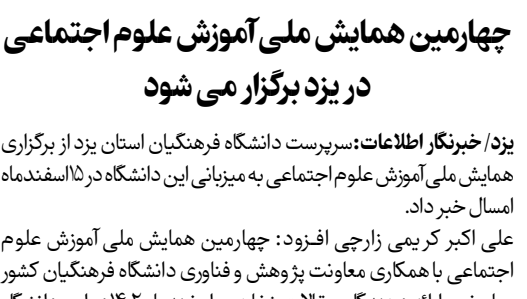 چهارمین همایش ملی آموزش علوم اجتماعی
در یزد برگزار می شود
یزد/ خبرنگار اطلاعات: سرپرست دانشگاه فرهنگیان استان یزد از برگزاری
همایش ملی آموزش علوم اجتماعی به میزبانی این دانشگاه در ۱۵اسفندماه
امسال خبر داد.
علی اکبر کریمی زارچی افزود: چهارمین همایش ملی آموزش علوم
اجتماعی با همکاری معاونت پژوهش و فناوری دانشگاه فرهنگیان کشور